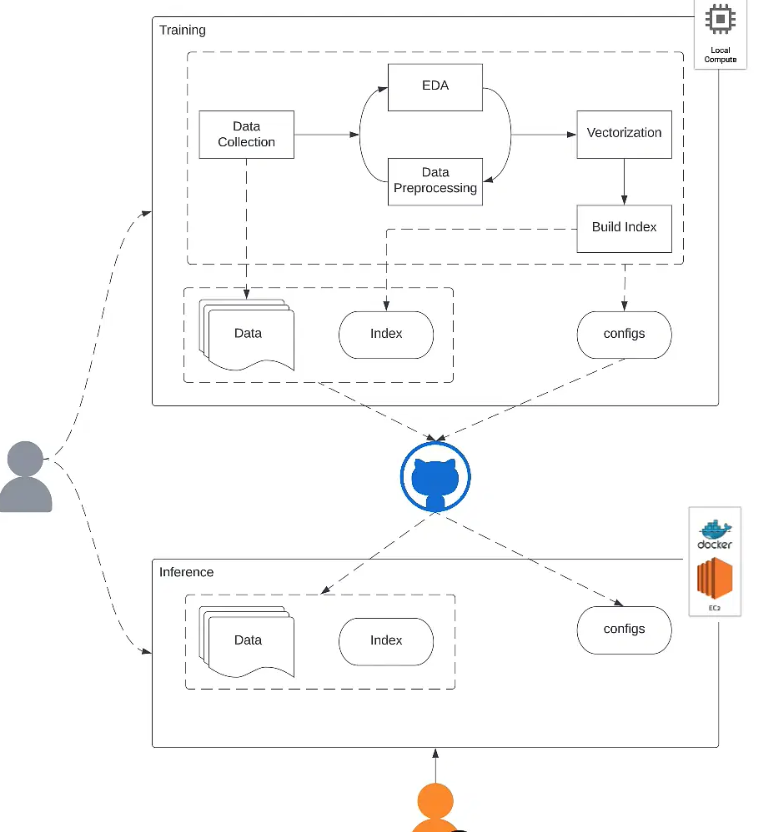 Training
Local
Compute
EDA
Data
Collection
Vectorization
Data
Preprocessing
Build Index
Data
Index
configs
docker
EC2
Inference
Data
Index
configs